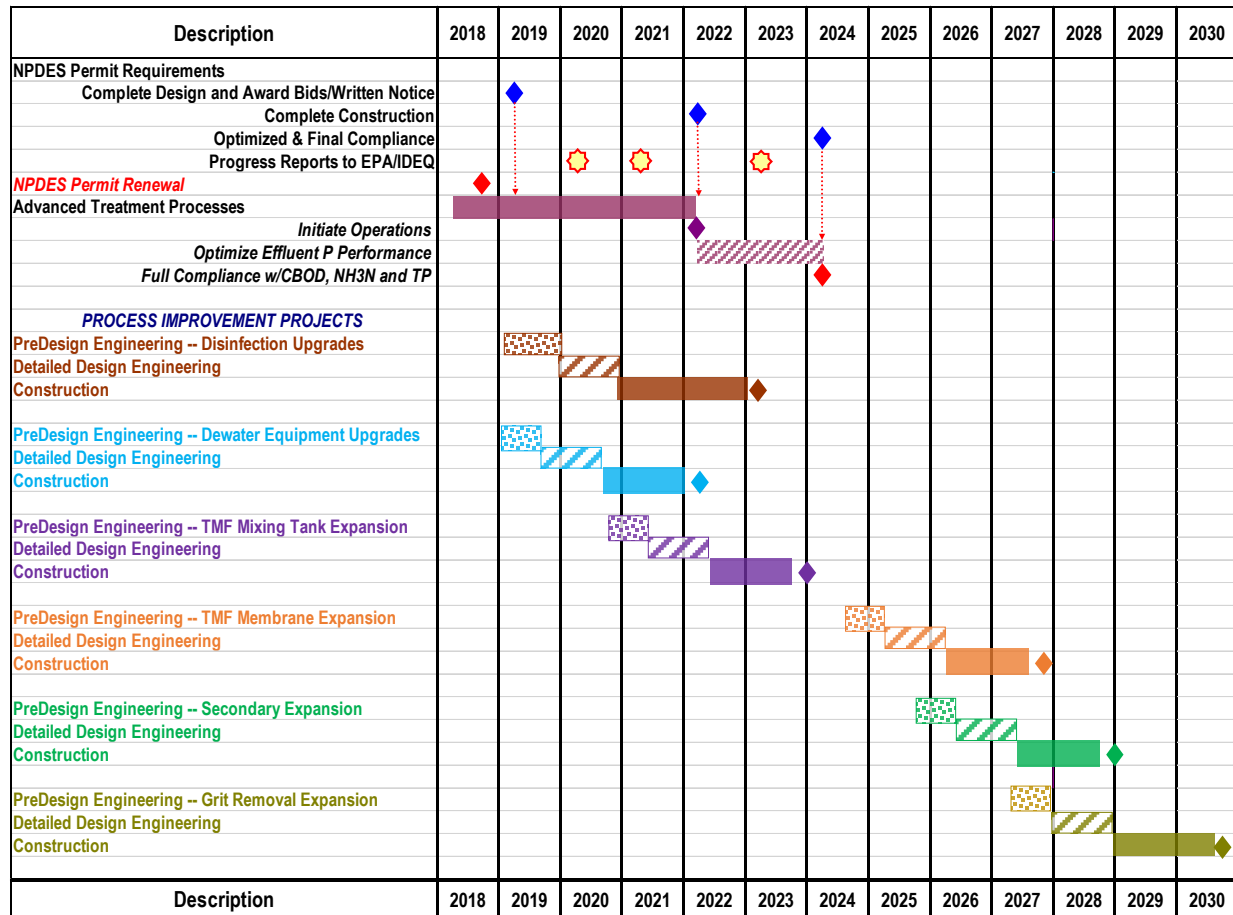 Description 2018 2019 2020 2021 2022 2023 2024 2025 2026 2027 2028 2029 2030
NPDES Permit Requirements
Complete Design and Award Bids/Written Notice
Complete Construction
Optimized & Final Compliance
Progress Reports to EPA/IDEQ
NPDES Permit Renewal
Advanced Treatment Processes
Initiate Operations
Optimize Effluent P Performance
Full Compliance w/CBOD, NH3N and TP
PROCESS IMPROVEMENT PROJECTS
PreDesign Engineering -- Disinfection Upgrades
Detailed Design Engineering
Construction
PreDesign Engineering -- Dewater Equipment Upgrades
Detailed Design Engineering
Construction
PreDesign Engineering -- TMF Mixing Tank Expansion
Detailed Design Engineering
Construction
PreDesign Engineering -- TMF Membrane Expansion
Detailed Design Engineering
Construction
PreDesign Engineering -- Secondary Expansion
Detailed Design Engineering
Construction
PreDesign Engineering -- Grit Removal Expansion
Detailed Design Engineering
Construction
Description 2018 2019 2020 2021 2022 2023 2024 2025 2026 2027 2028 2029 2030